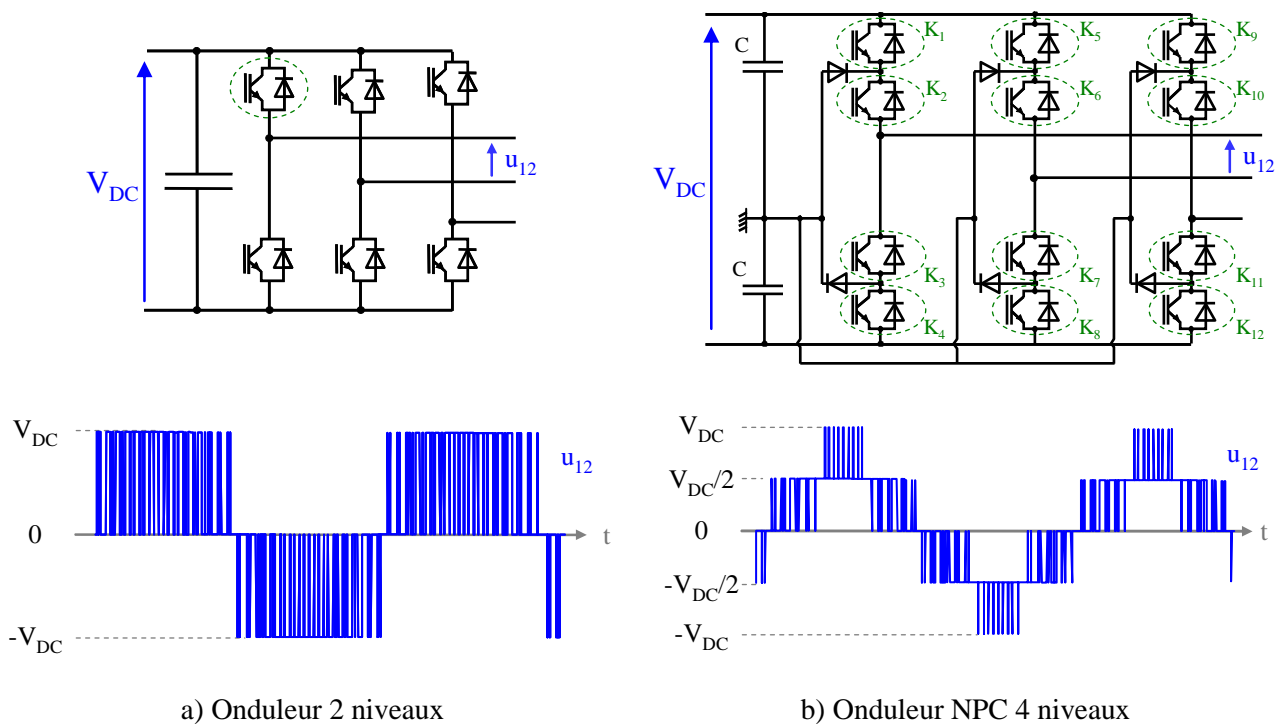 V_DC
u_12
V_DC
C
C
K_1
K_2
K_3
K_4
K_5
K_6
K_7
K_8
K_9
K_10
K_11
K_12
u_12
V_DC
0
-V_DC
u_12
t
V_DC
V_DC/2
0
-V_DC/2
-V_DC
u_12
t
a) Onduleur 2 niveaux
b) Onduleur NPC 4 niveaux